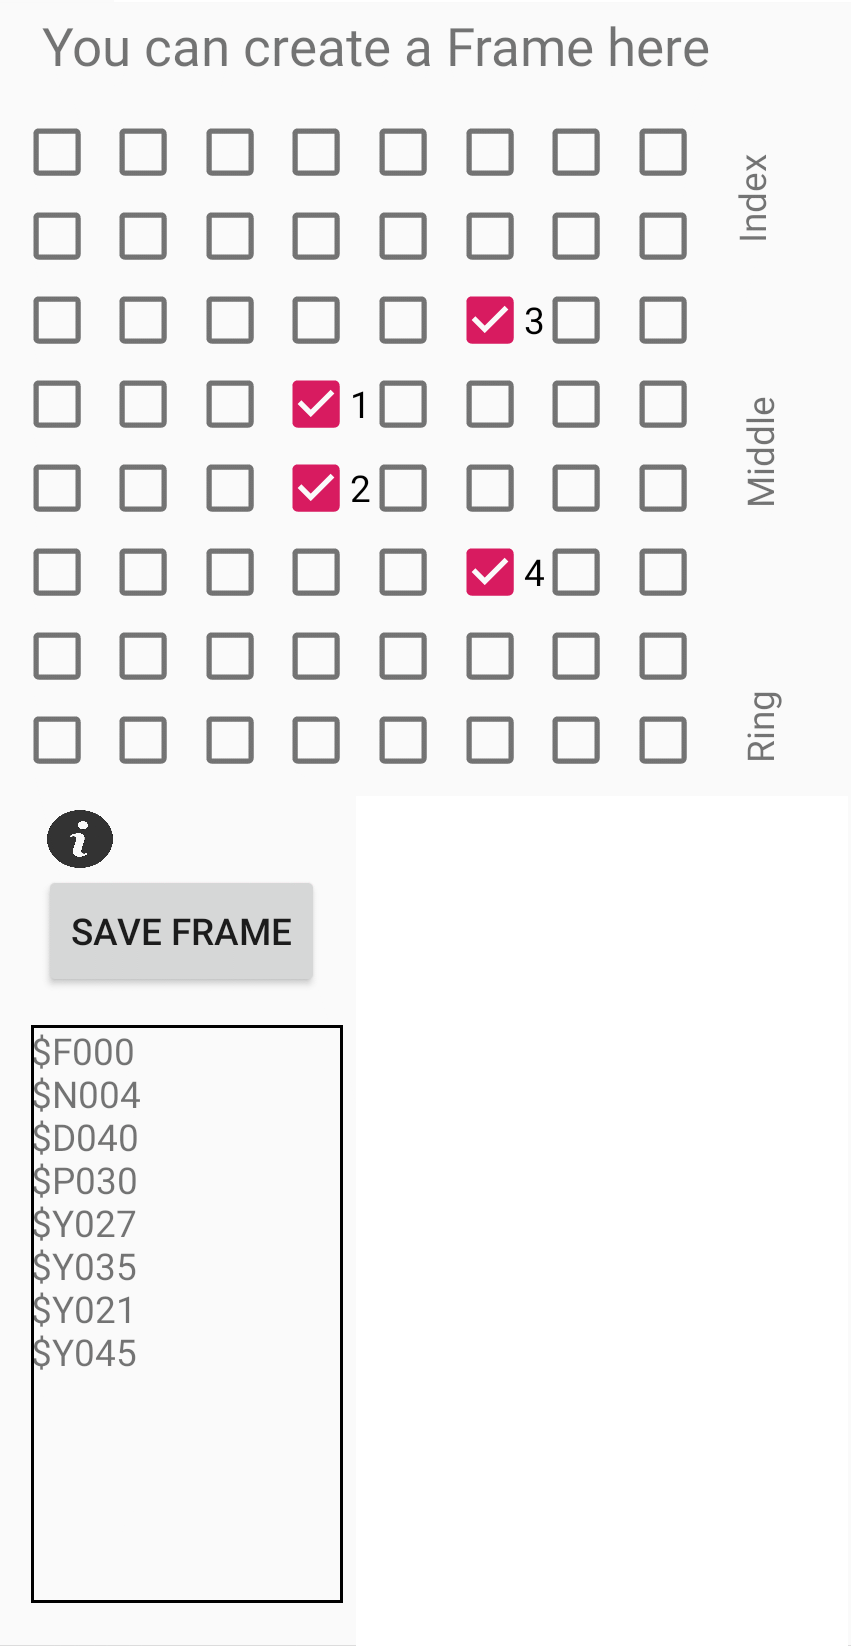 You can create a Frame here
Index
3
1
Middle
2
4
Ring
i
SAVE FRAME
$F000
$N004
$D040
$P030
$Y027
$Y035
$Y021
$Y045